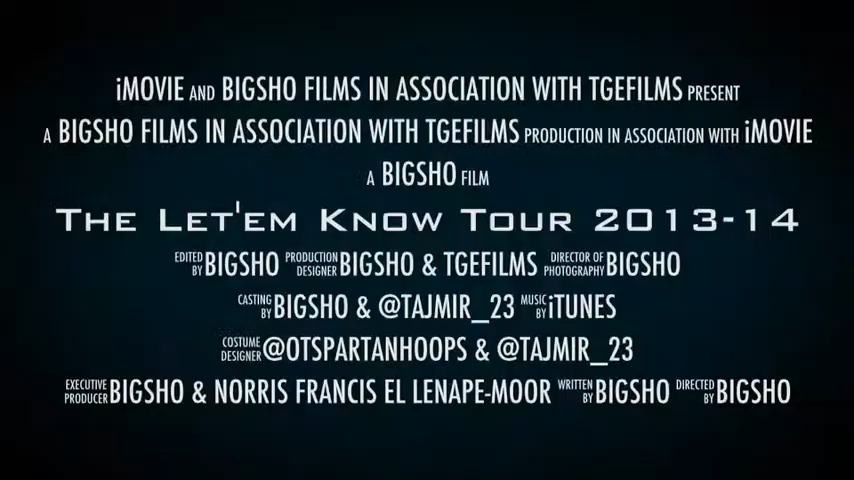 iMOVIE AND BIGSHO FILMS IN ASSOCIATION WITH TGEFILMS PRESENT
A BIGSHO FILMS IN ASSOCIATION WITH TGEFILMS PRODUCTION IN ASSOCIATION WITH iMOVIE
A BIGSHO FILM
THE LET'EM KNOW TOUR 2013-14
EDITED BY BIGSHO PRODUCTION DESIGNER BIGSHO & TGEFILMS DIRECTOR OF PHOTOGRAPHY BIGSHO
CASTING BY BIGSHO & @TAJMIR_23 MUSIC BY iTUNES
COSTUME DESIGNER @OTSPARTANHOOPS & @TAJMIR_23
EXECUTIVE PRODUCER BIGSHO & NORRIS FRANCIS EL LENAPE-MOOR WRITTEN BY BIGSHO DIRECTED BY BIGSHO